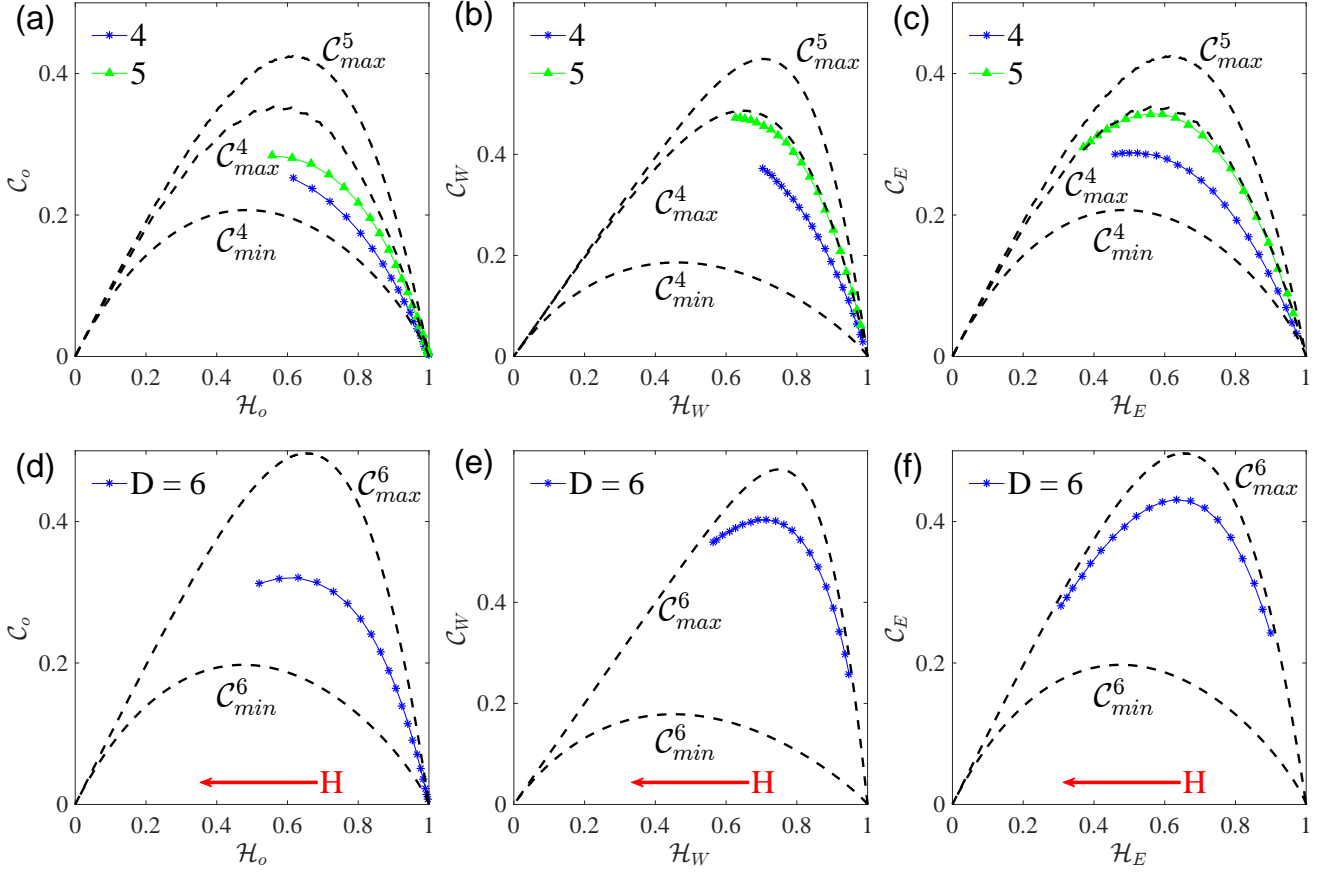 (a)
4
5
C^5_max
C^4_max
C^4_min
C_o
0.4
0.2
0
0 0.2 0.4 0.6 0.8 1
H_o
(b)
4
5
C^5_max
C^4_max
C^4_min
C_W
0.4
0.2
0
0 0.2 0.4 0.6 0.8 1
H_W
(c)
4
5
C^5_max
C^4_max
C^4_min
C_E
0.4
0.2
0
0 0.2 0.4 0.6 0.8 1
H_E
(d)
D = 6
C^6_max
C^6_min
H
C_o
0.4
0.2
0
0 0.2 0.4 0.6 0.8 1
H_o
(e)
D = 6
C^6_max
C^6_min
H
C_W
0.4
0.2
0
0 0.2 0.4 0.6 0.8 1
H_W
(f)
D = 6
C^6_max
C^6_min
H
C_E
0.4
0.2
0
0 0.2 0.4 0.6 0.8 1
H_E